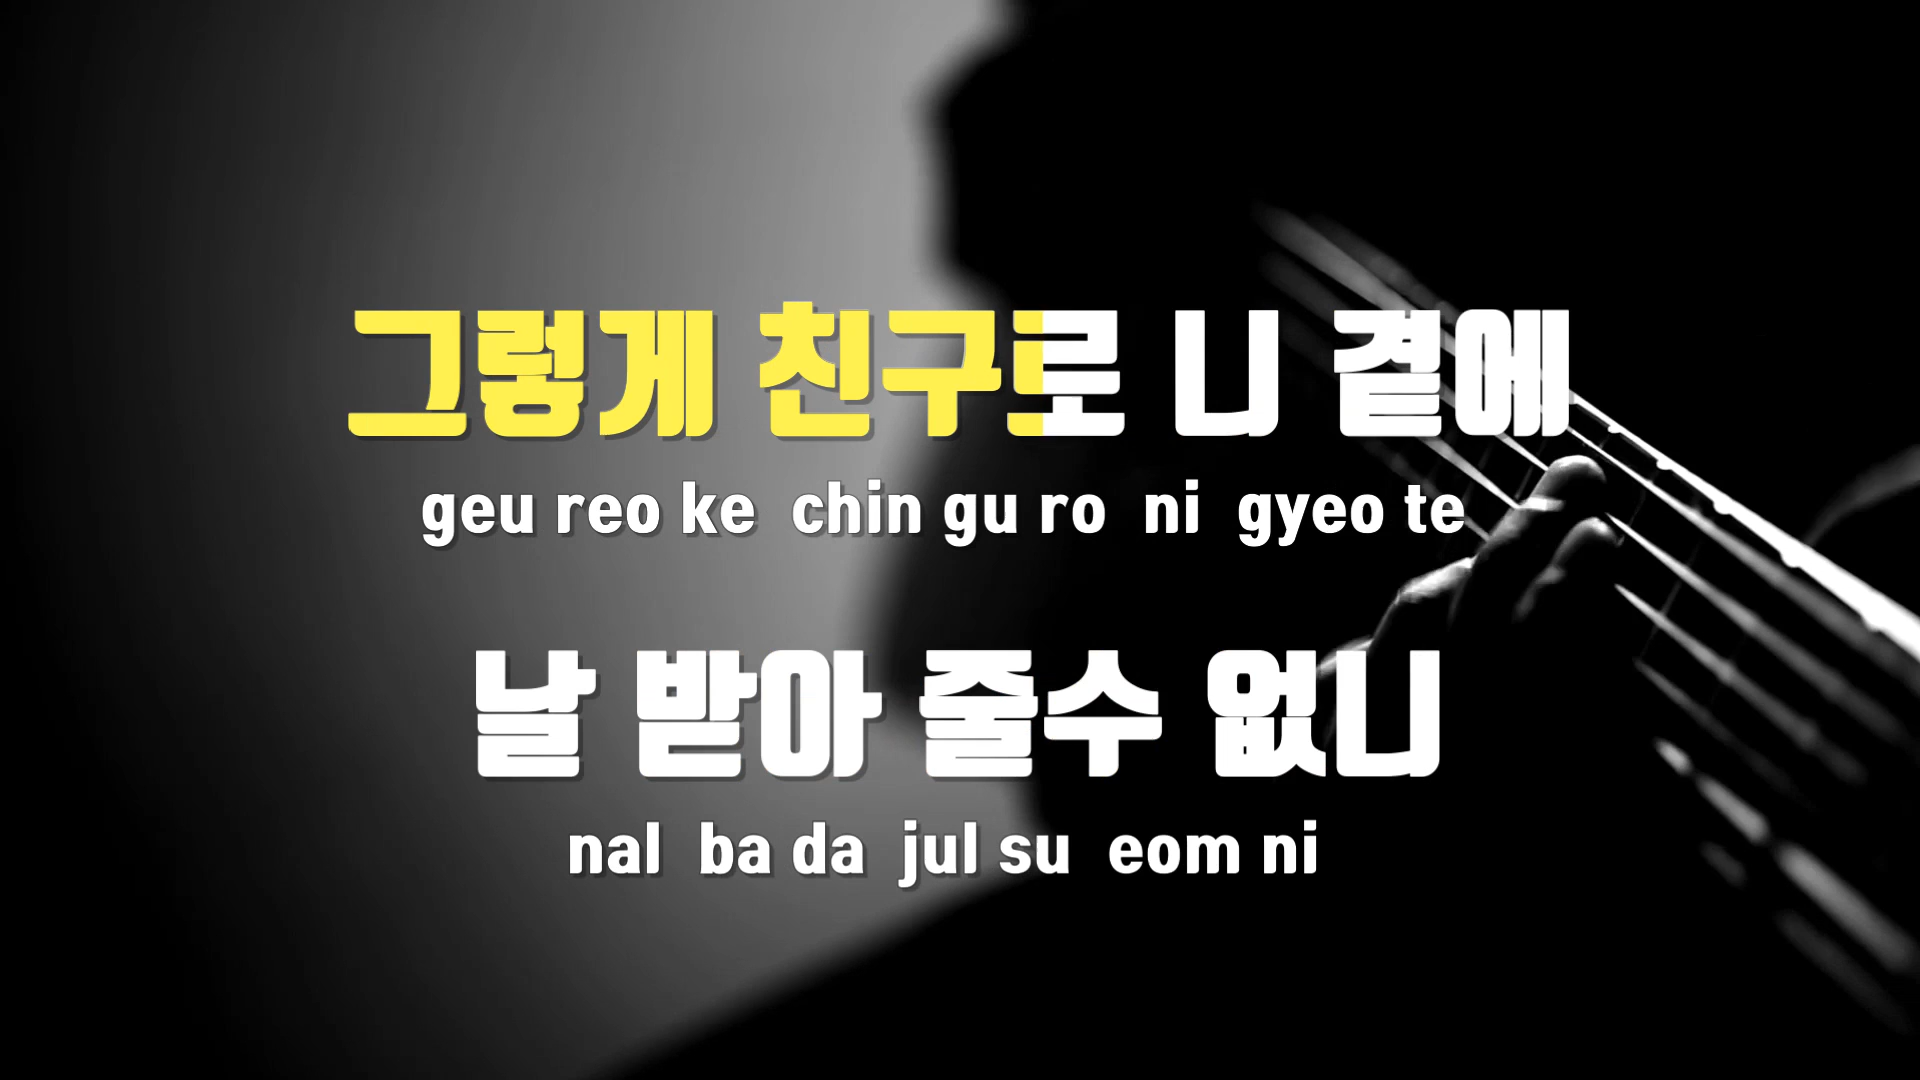 그렇게 친구로 니 곁에
geu reo ke chin gu ro ni gyeo te
날 받아 줄수 없니
nal ba da jul su eom ni